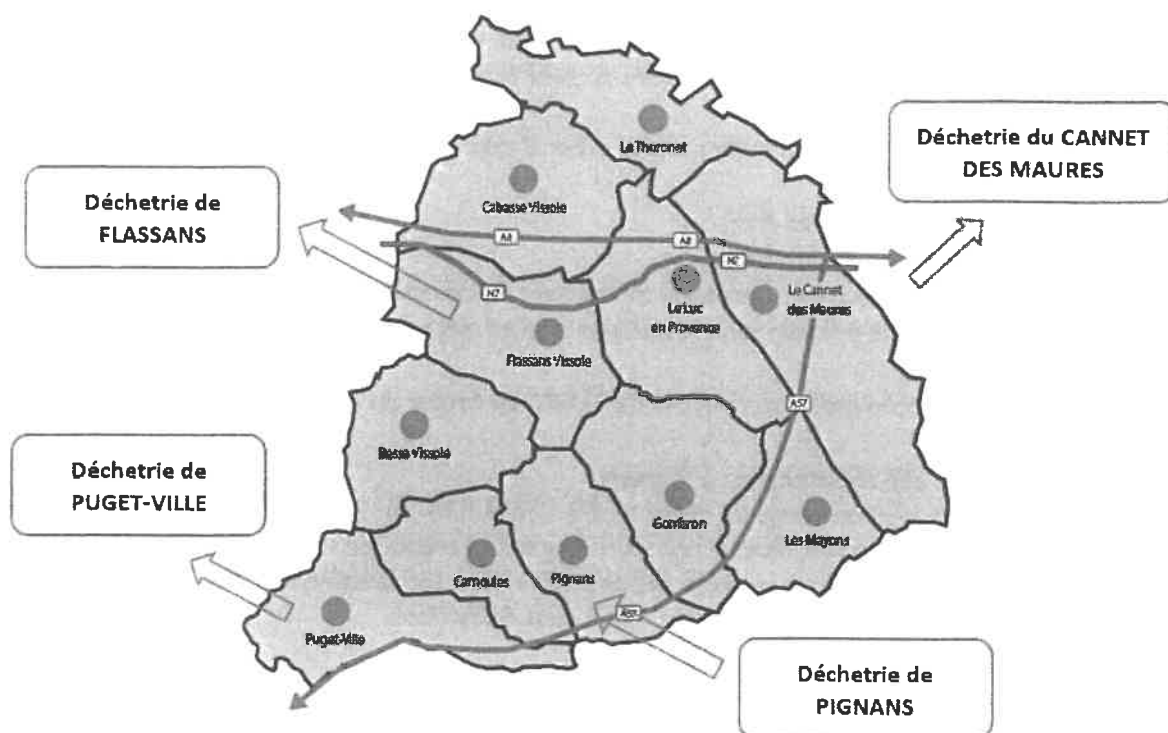 Le Thoronet
Déchetrie du CANNET
DES MAURES
Déchetrie de
FLASSANS
Cabasse Vissole
A8
A8
N7
N7
Le Cannet
des Maures
Le Luc
en Provence
Flassans Vissole
A57
Besse Vissole
Déchetrie de
PUGET-VILLE
Gonfaron
Les Mayons
Carnoules
Pignans
A57
Puget-Ville
Déchetrie de
PIGNANS